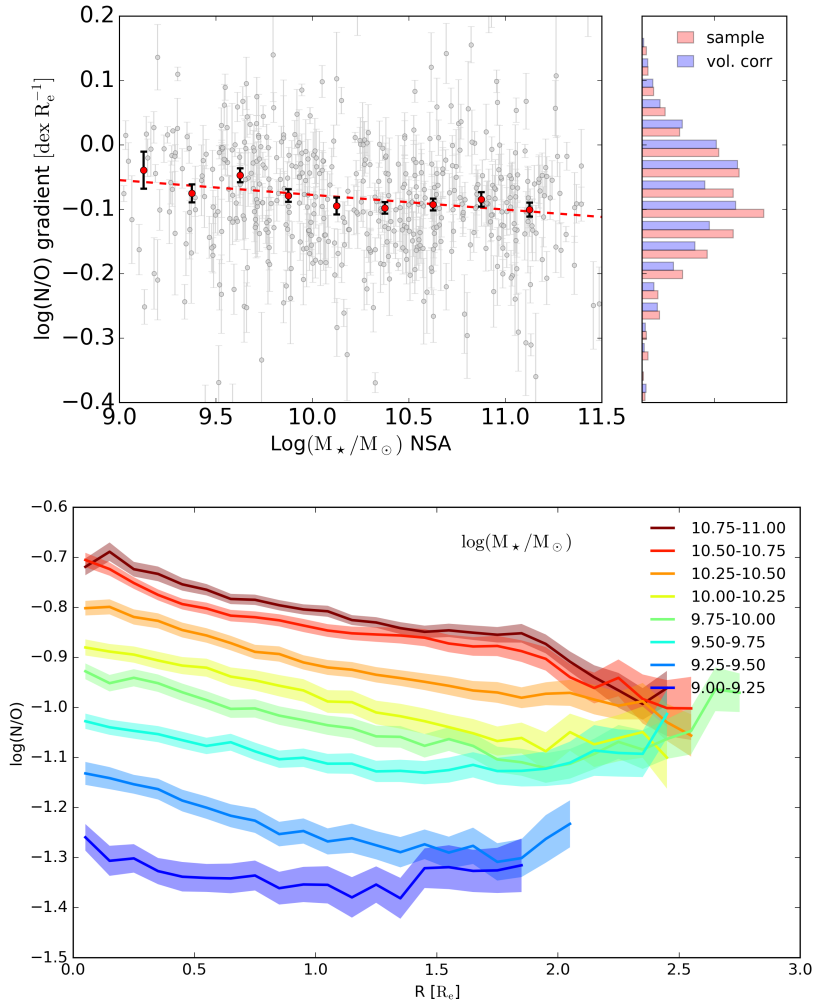 0.2
0.1
0.0
−0.1
−0.2
−0.3
−0.4
log(N/O) gradient [dex R_e^{-1}]
9.0 9.5 10.0 10.5 11.0 11.5
Log(M⋆/M⊙) NSA
sample
vol. corr
−0.6
−0.7
−0.8
−0.9
−1.0
−1.1
−1.2
−1.3
−1.4
−1.5
log(N/O)
log(M⋆/M⊙)
10.75-11.00
10.50-10.75
10.25-10.50
10.00-10.25
9.75-10.00
9.50-9.75
9.25-9.50
9.00-9.25
0.0 0.5 1.0 1.5 2.0 2.5 3.0
R [R_e]